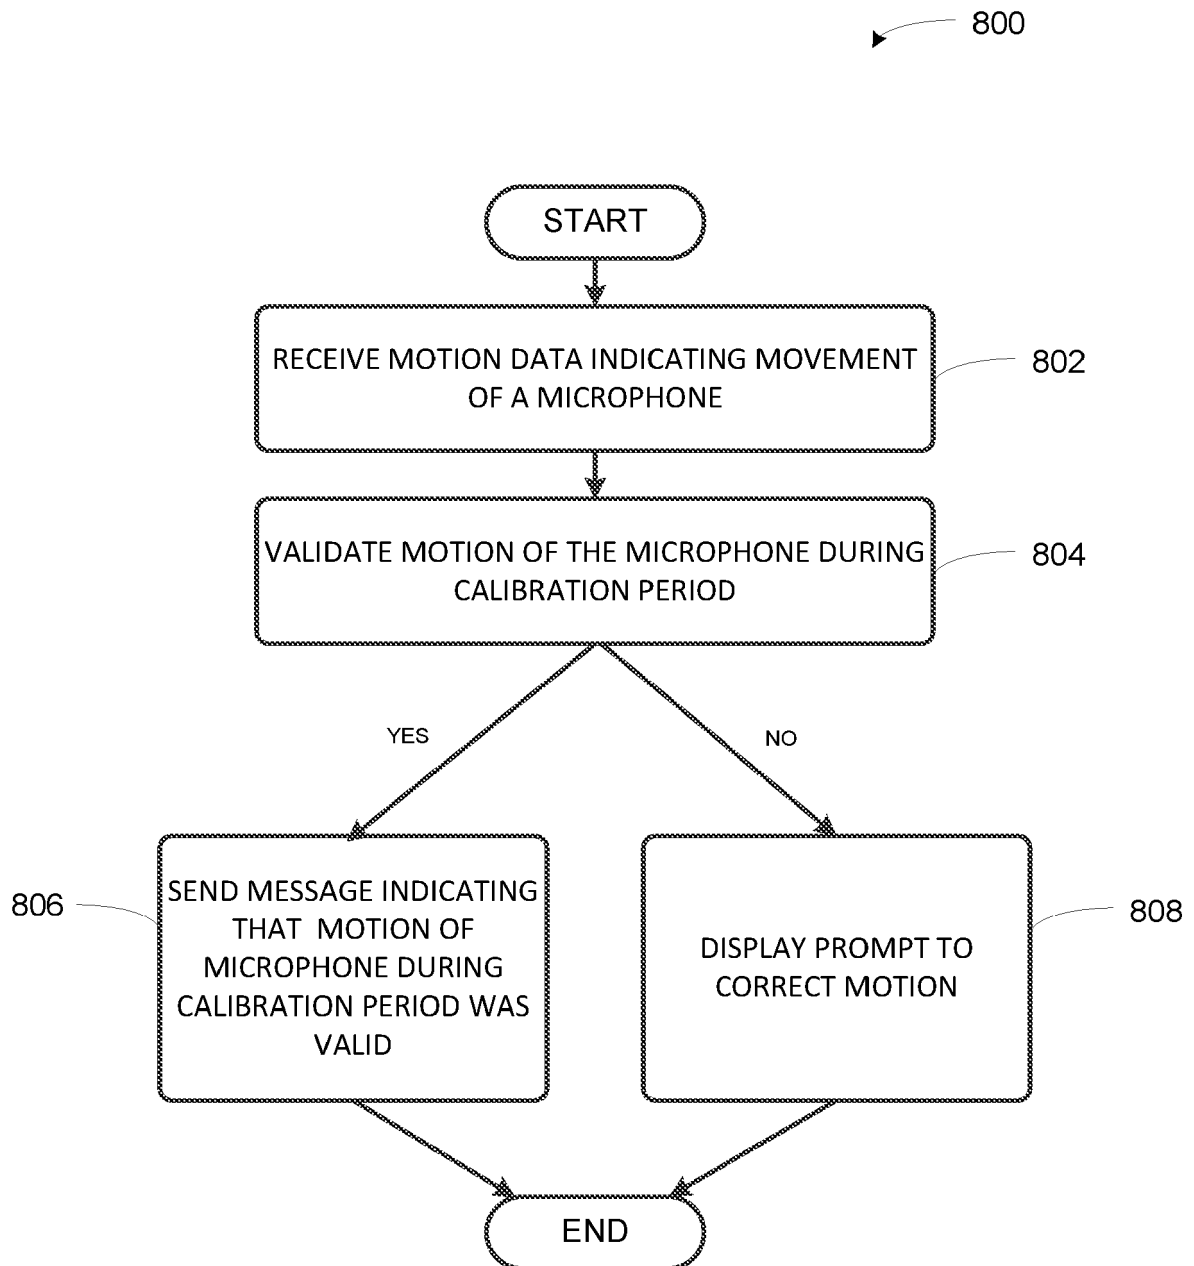 800
START
RECEIVE MOTION DATA INDICATING MOVEMENT
OF A MICROPHONE
802
VALIDATE MOTION OF THE MICROPHONE DURING
CALIBRATION PERIOD
804
YES
NO
SEND MESSAGE INDICATING
THAT MOTION OF
MICROPHONE DURING
CALIBRATION PERIOD WAS
VALID
806
DISPLAY PROMPT TO
CORRECT MOTION
808
END